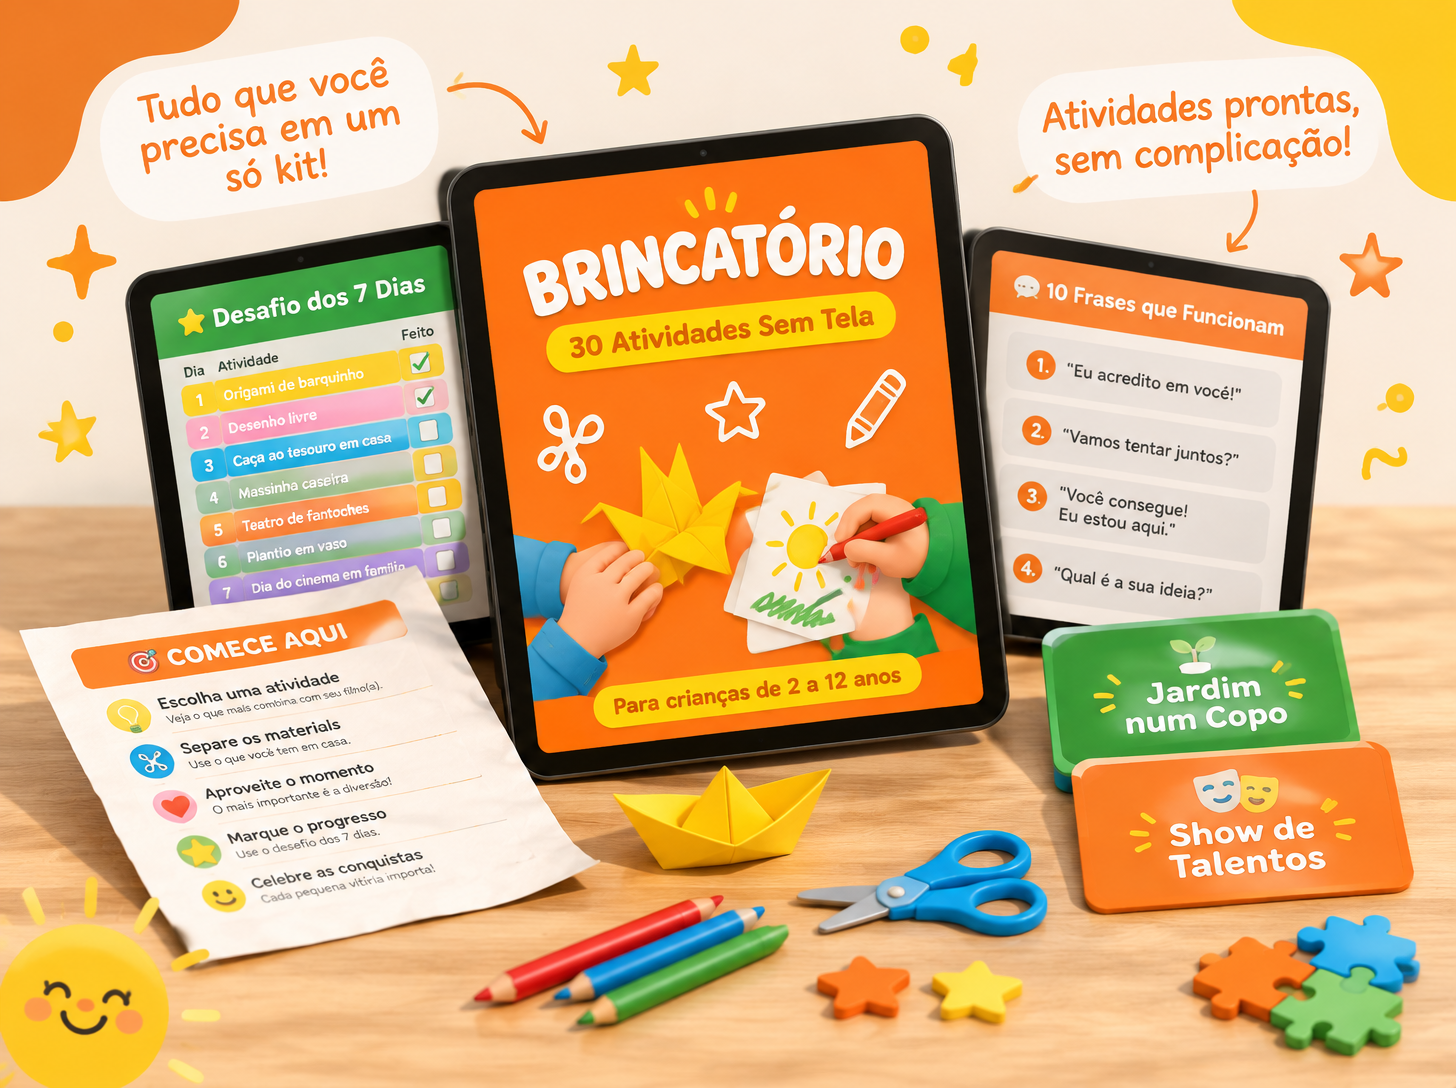 Tudo que você
precisa em um
só kit!
Atividades prontas,
sem complicação!
BRINCATÓRIO
30 Atividades Sem Tela
Para crianças de 2 a 12 anos
Desafio dos 7 Dias
Dia Atividade Feito
1 Origami de barquinho
2 Desenho livre
3 Caça ao tesouro em casa
4 Massinha caseira
5 Teatro de fantoches
6 Plantio em vaso
7 Dia do cinema em família
10 Frases que Funcionam
1. "Eu acredito em você!"
2. "Vamos tentar juntos?"
3. "Você consegue!
Eu estou aqui."
4. "Qual é a sua ideia?"
COMECE AQUI
Escolha uma atividade
Veja o que mais combina com seu filho(a).
Separe os materiais
Use o que você tem em casa.
Aproveite o momento
O mais importante é a diversão!
Marque o progresso
Use o desafio dos 7 dias.
Celebre as conquistas
Cada pequena vitíria importa!
Jardim
num Copo
Show de
Talentos